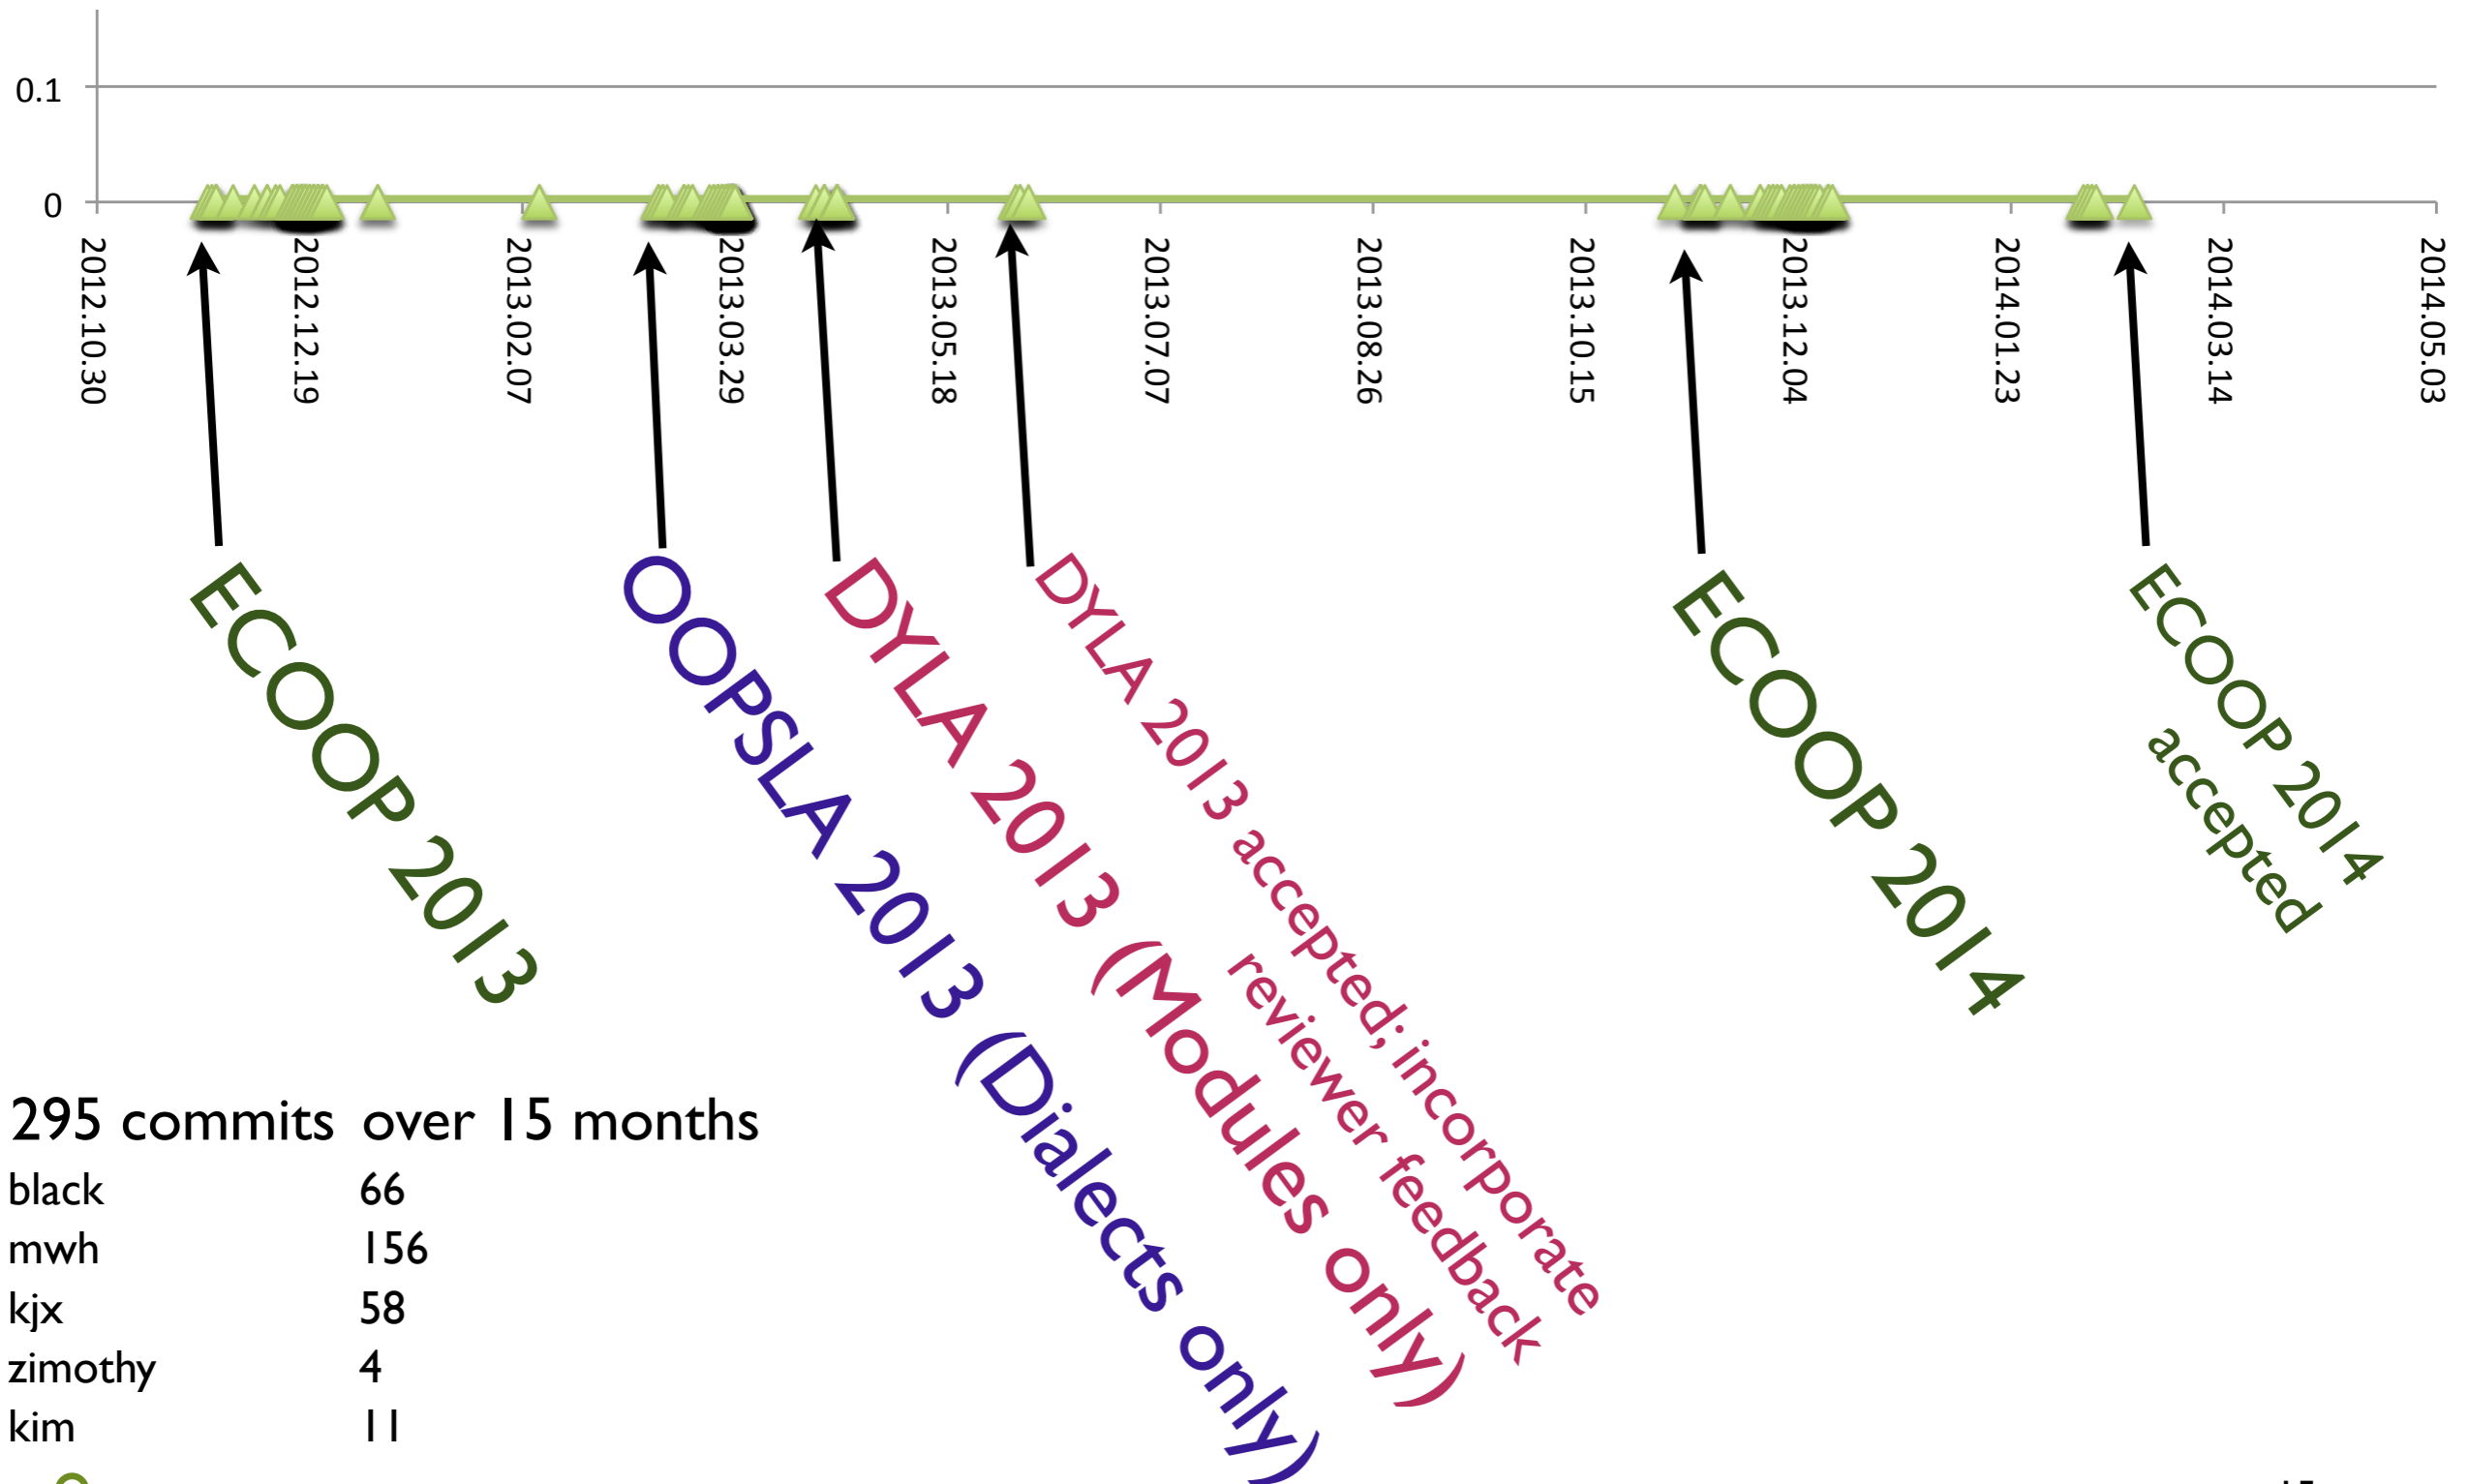 0.1
0
2012.10.30
2012.12.19
2013.02.07
2013.03.29
2013.05.18
2013.07.07
2013.08.26
2013.10.15
2013.12.04
2014.01.23
2014.03.14
2014.05.03
ECOOP 2013
OOPSLA 2013 (Dialects only)
DYLA 2013 (Modules only)
DYLA 2013 accepted; incorporate
reviewer feedback
ECOOP 2014
ECOOP 2014
accepted
295 commits over 15 months
black 66
mwh 156
kjx 58
zimothy 4
kim 11